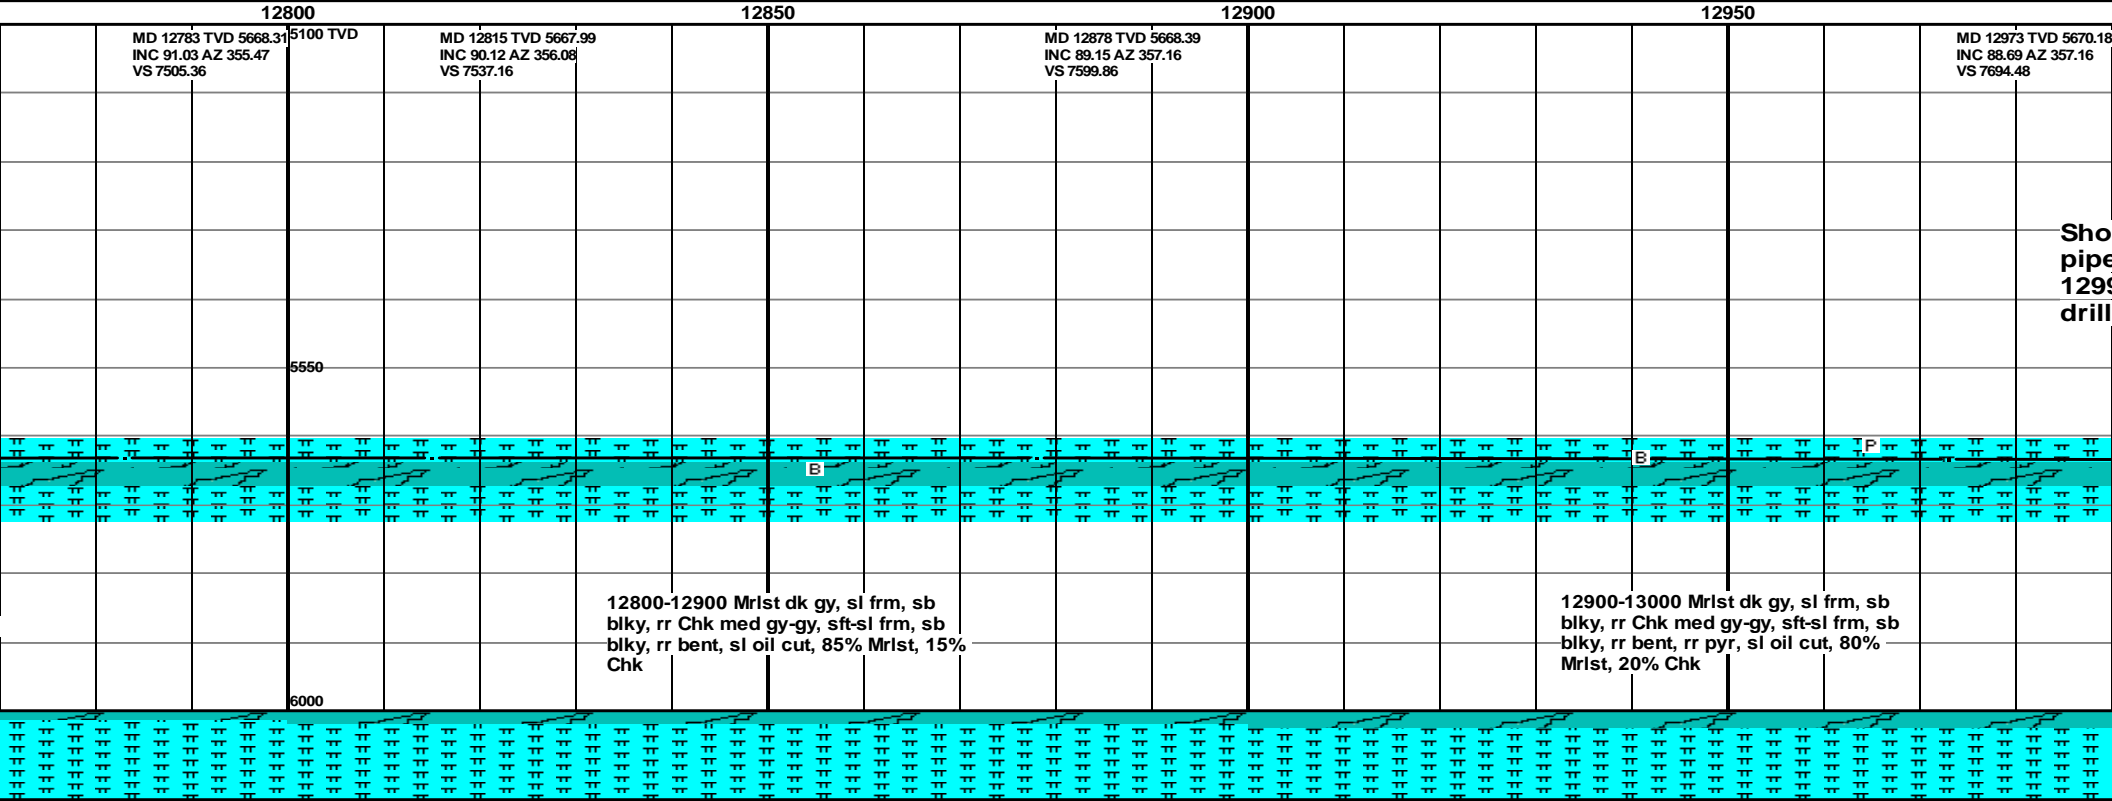 12800 12850 12900 12950
MD 12783 TVD 5668.31
INC 91.03 AZ 355.47
VS 7505.36
5100 TVD
MD 12815 TVD 5667.99
INC 90.12 AZ 356.08
VS 7537.16
MD 12878 TVD 5668.39
INC 89.15 AZ 357.16
VS 7599.86
MD 12973 TVD 5670.18
INC 88.69 AZ 357.16
VS 7694.48
Sho
pipe
1299
drill
5550
B
B
P
12800-12900 Mrlst dk gy, sl frm, sb
blky, rr Chk med gy-gy, sft-sl frm, sb
blky, rr bent, sl oil cut, 85% Mrlst, 15%
Chk
12900-13000 Mrlst dk gy, sl frm, sb
blky, rr Chk med gy-gy, sft-sl frm, sb
blky, rr bent, rr pyr, sl oil cut, 80%
Mrlst, 20% Chk
6000